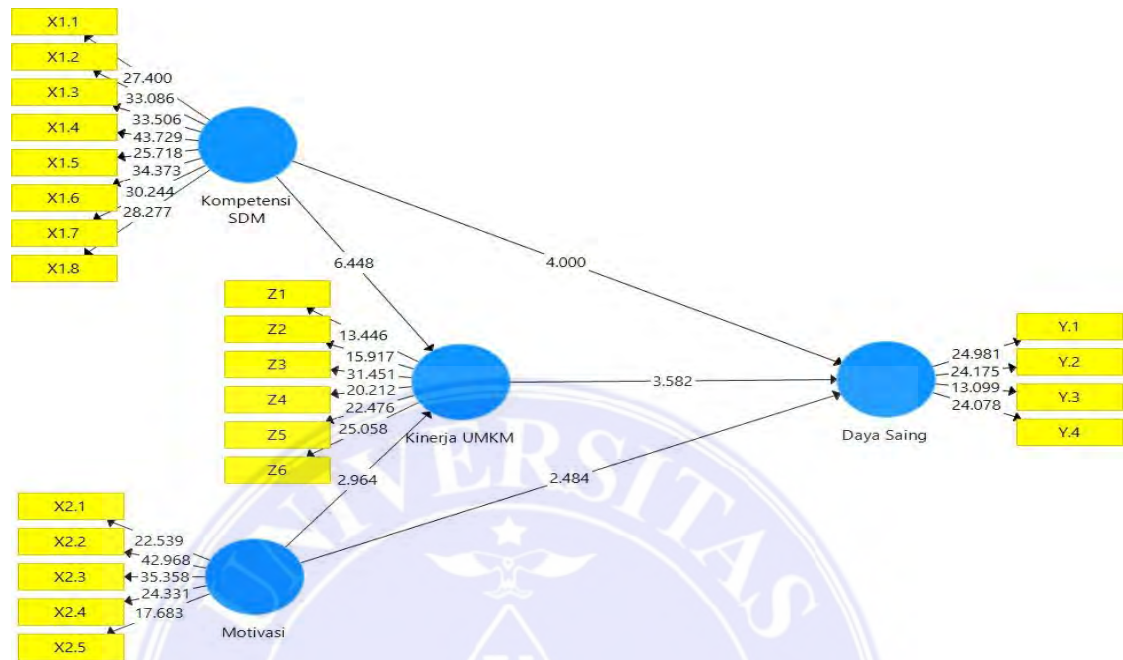 X1.1
X1.2
X1.3
X1.4
X1.5
X1.6
X1.7
X1.8
27.400
33.086
33.506
43.729
25.718
34.373
30.244
28.277
Kompetensi
SDM
6.448
4.000
Z1
Z2
Z3
Z4
Z5
Z6
13.446
15.917
31.451
20.212
22.476
25.058
Kinerja UMKM
3.582
2.964
2.484
Daya Saing
24.981
24.175
13.099
24.078
Y.1
Y.2
Y.3
Y.4
X2.1
X2.2
X2.3
X2.4
X2.5
22.539
42.968
35.358
24.331
17.683
Motivasi
UNIVERSITAS